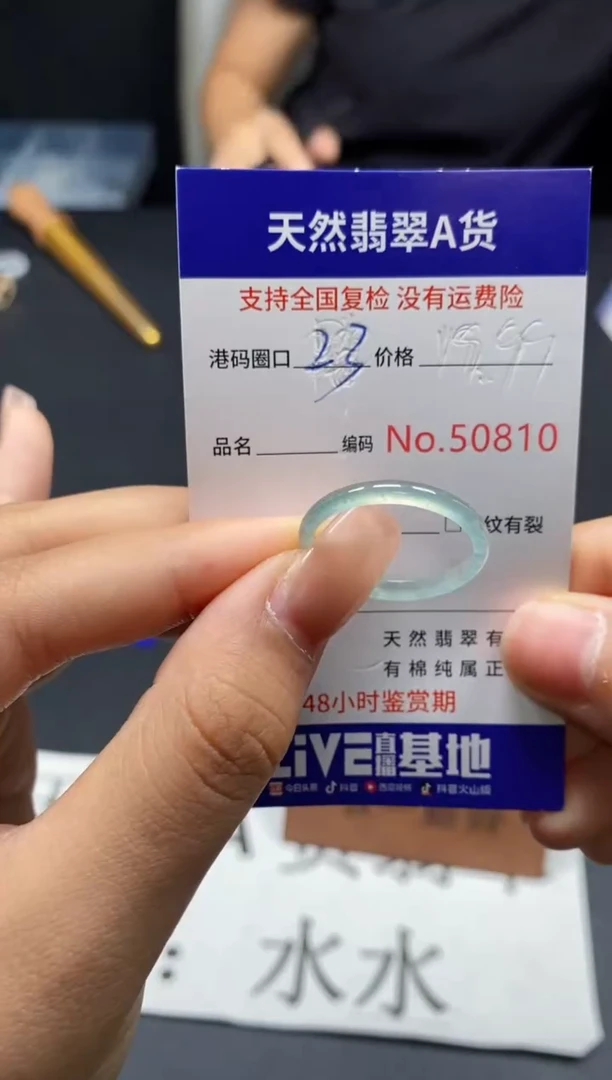 天然翡翠A货
支持全国复检 没有运费险
港码圈口 23 价格
品名 编码 No.50810
纹有裂
天然翡翠有
有棉纯属正
48小时鉴赏期
LiVE直播基地
今日头条 抖音 西瓜视频 抖音火山版
: 水水